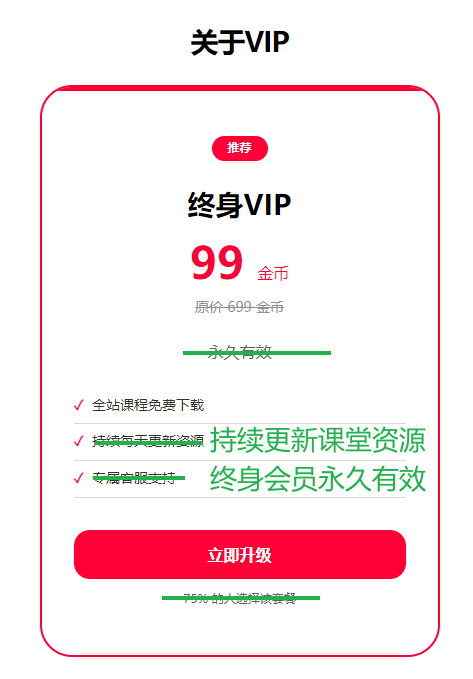 关于VIP
推荐
终身VIP
99 金币
原价 699 金币
永久有效
✓ 全站课程免费下载
✓ 持续每天更新资源 持续更新课堂资源
✓ 专属客服支持 终身会员永久有效
立即升级
75% 的人选择该套餐